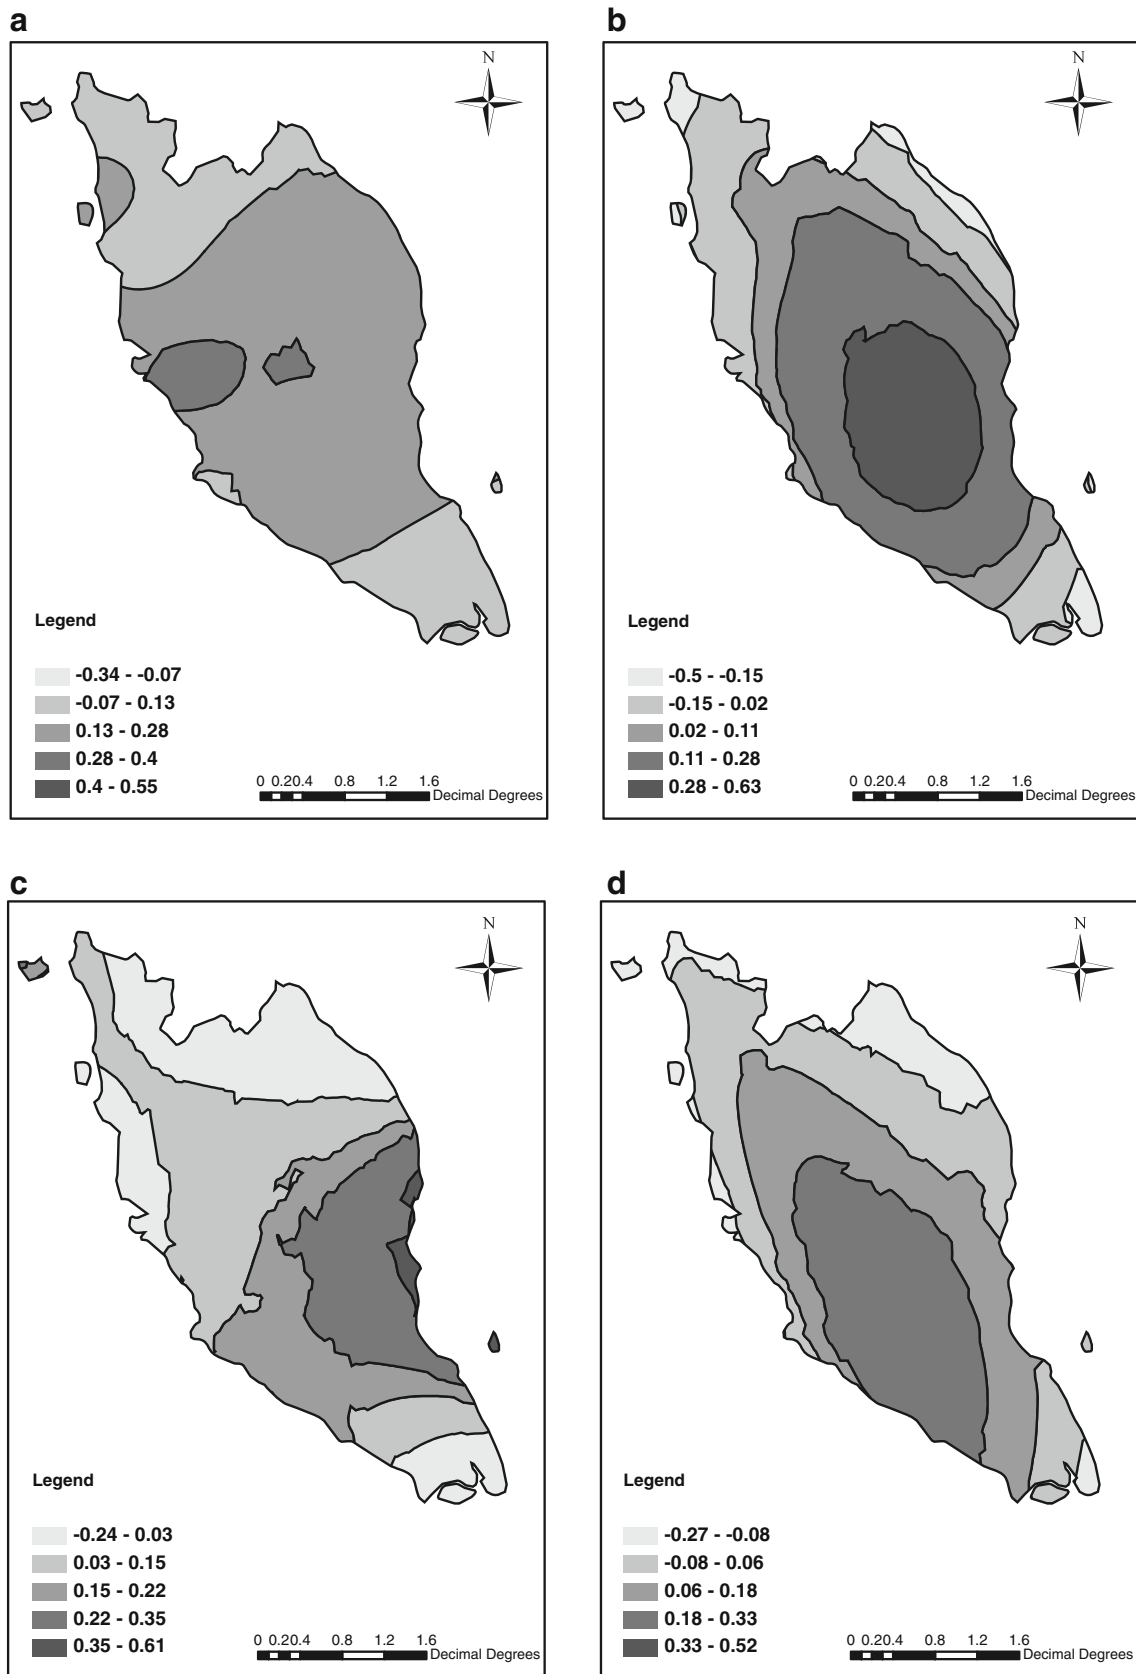 a
N
Legend
-0.34 - -0.07
-0.07 - 0.13
0.13 - 0.28
0.28 - 0.4
0.4 - 0.55
0 0.20.4 0.8 1.2 1.6
Decimal Degrees
b
N
Legend
-0.5 - -0.15
-0.15 - 0.02
0.02 - 0.11
0.11 - 0.28
0.28 - 0.63
0 0.20.4 0.8 1.2 1.6
Decimal Degrees
c
N
Legend
-0.24 - 0.03
0.03 - 0.15
0.15 - 0.22
0.22 - 0.35
0.35 - 0.61
0 0.20.4 0.8 1.2 1.6
Decimal Degrees
d
N
Legend
-0.27 - -0.08
-0.08 - 0.06
0.06 - 0.18
0.18 - 0.33
0.33 - 0.52
0 0.20.4 0.8 1.2 1.6
Decimal Degrees